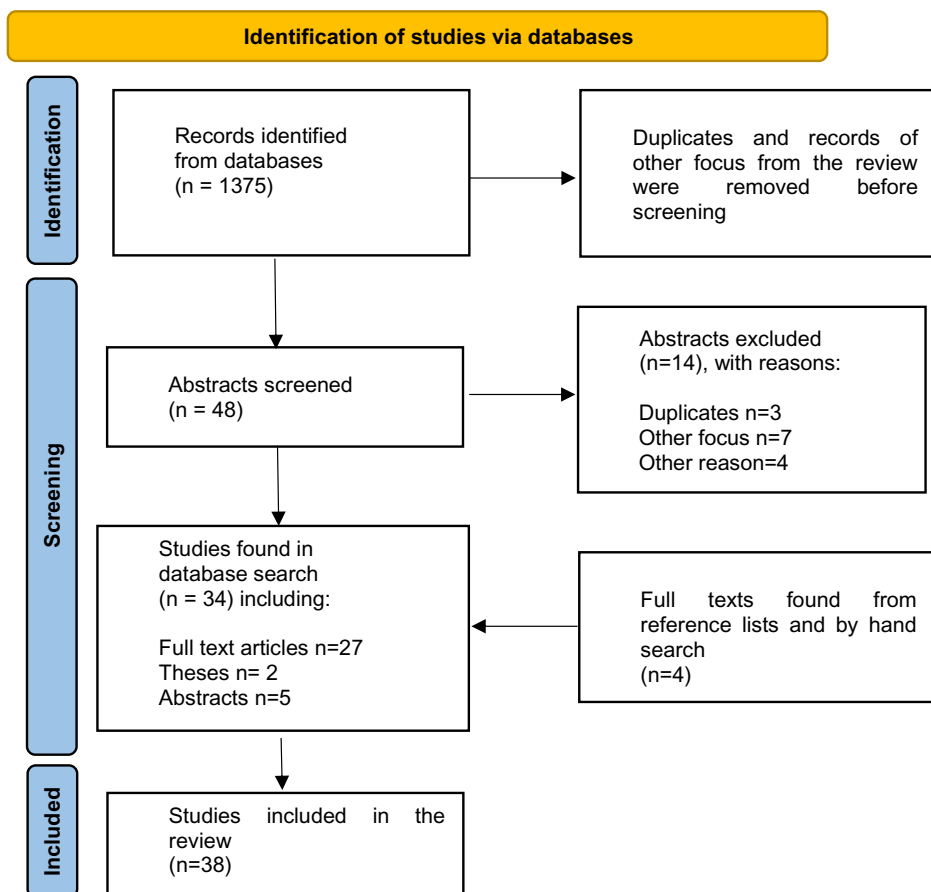 Identification of studies via databases
Identification
Records identified
from databases
(n = 1375)
Duplicates and records of
other focus from the review
were removed before
screening
Screening
Abstracts screened
(n = 48)
Abstracts excluded
(n=14), with reasons:
Duplicates n=3
Other focus n=7
Other reason=4
Studies found in
database search
(n = 34) including:
Full text articles n=27
Theses n= 2
Abstracts n=5
Full texts found from
reference lists and by hand
search
(n=4)
Included
Studies included in the
review
(n=38)